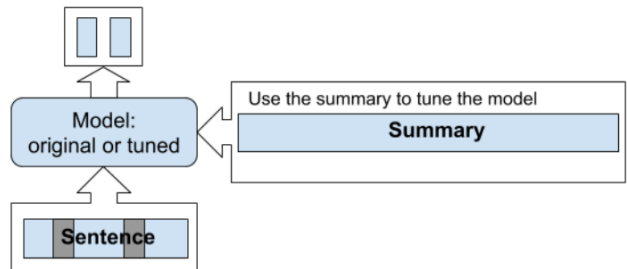 Model:
original or tuned
Use the summary to tune the model
Summary
Sentence